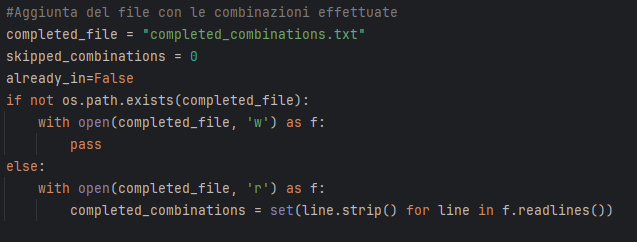 #Aggiunta del file con le combinazioni effettuate
completed_file = "completed_combinations.txt"
skipped_combinations = 0
already_in=False
if not os.path.exists(completed_file):
    with open(completed_file, 'w') as f:
        pass
else:
    with open(completed_file, 'r') as f:
        completed_combinations = set(line.strip() for line in f.readlines())